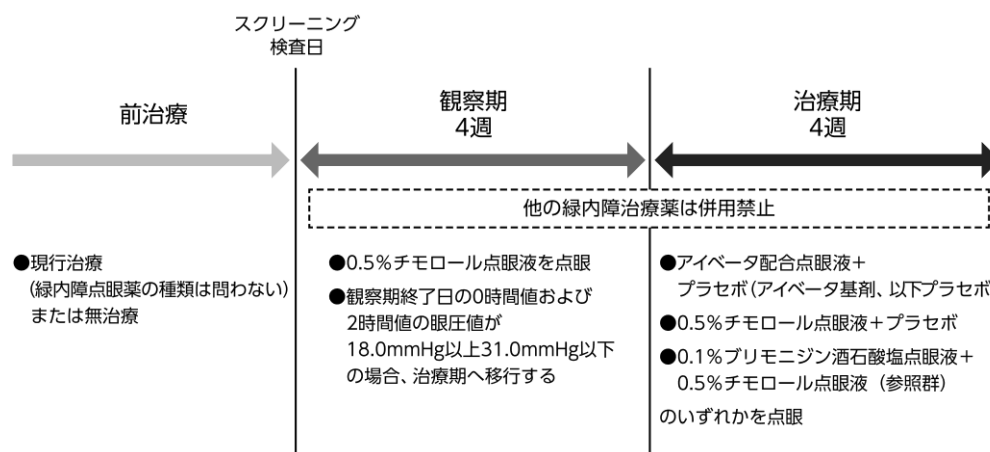 スクリーニング
検査日
前治療
観察期
4週
治療期
4週
他の緑内障治療薬は併用禁止
●現行治療
（緑内障点眼薬の種類は問わない）
または無治療
●0.5％チモロール点眼液を点眼
●観察期終了日の0時間値および
2時間値の眼圧値が
18.0mmHg以上31.0mmHg以下
の場合、治療期へ移行する
●アイベータ配合点眼液＋
プラセボ（アイベータ基剤、以下プラセボ）
●0.5％チモロール点眼液＋プラセボ
●0.1％ブリモニジン酒石酸塩点眼液＋
0.5％チモロール点眼液（参照群）
のいずれかを点眼